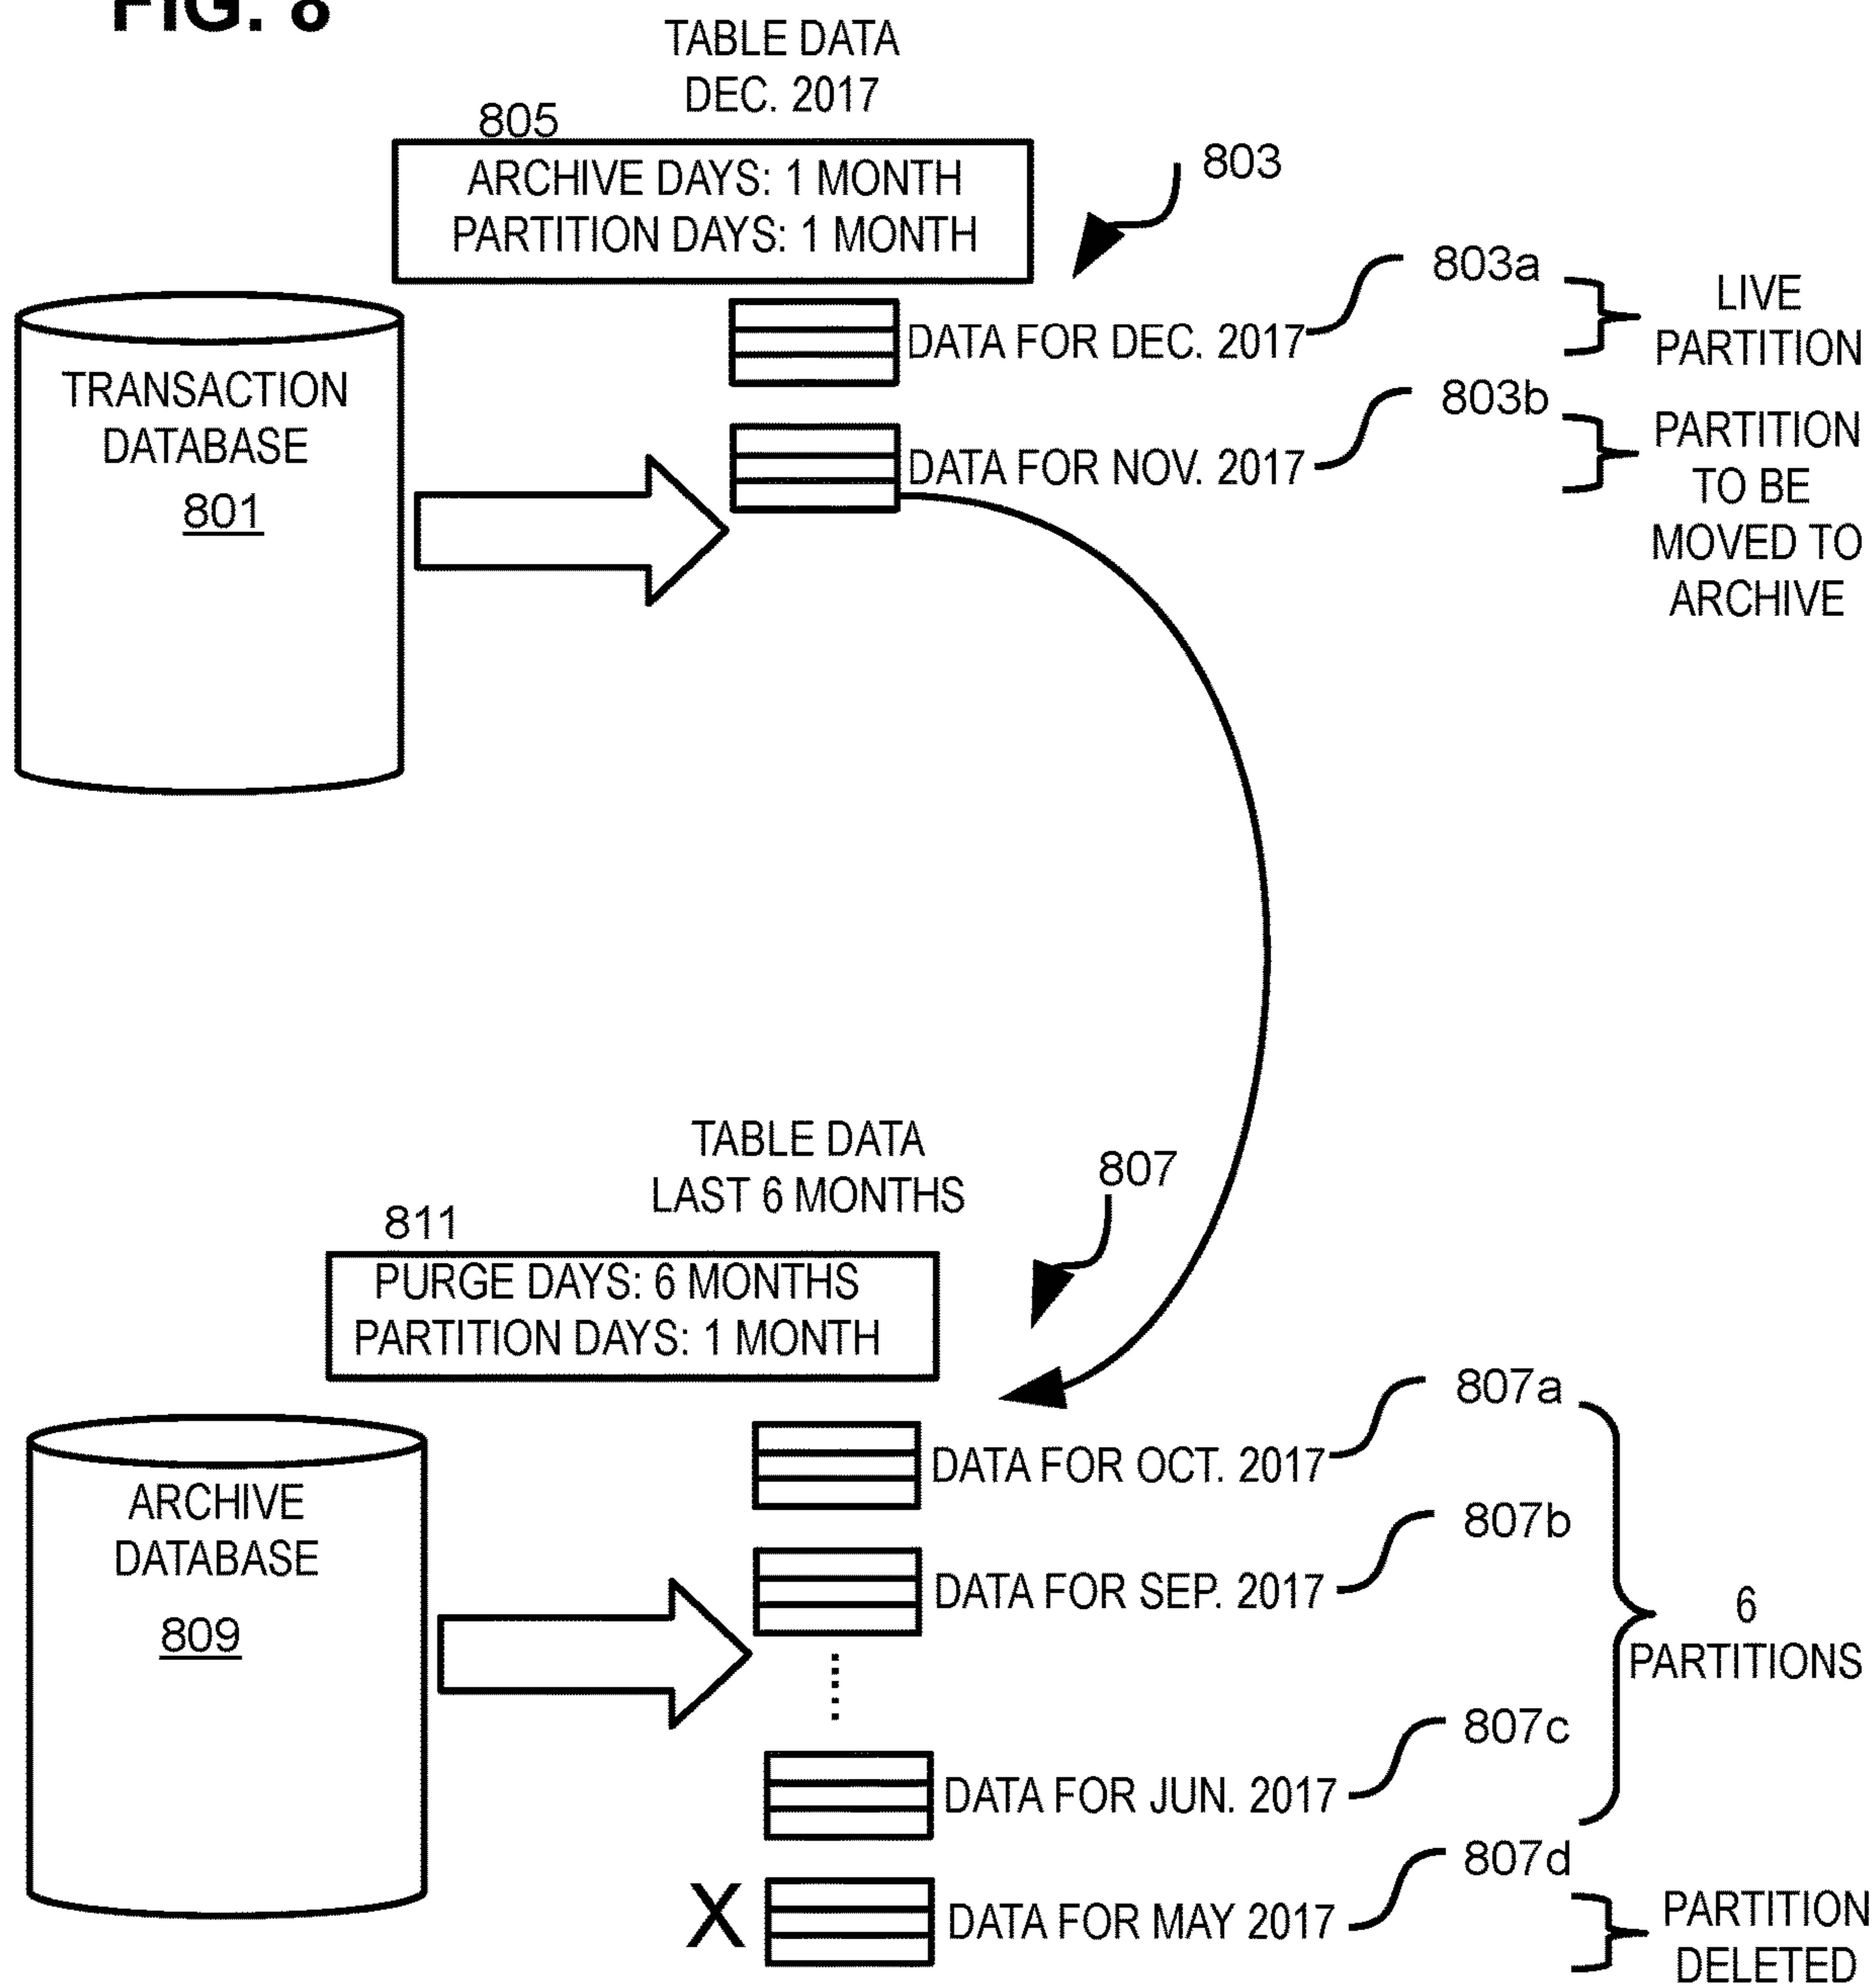 FIG. 8
TABLE DATA
DEC. 2017
805
ARCHIVE DAYS: 1 MONTH
PARTITION DAYS: 1 MONTH
803
TRANSACTION
DATABASE
801
DATA FOR DEC. 2017
803a
LIVE
PARTITION
DATA FOR NOV. 2017
803b
PARTITION
TO BE
MOVED TO
ARCHIVE
TABLE DATA
LAST 6 MONTHS
807
811
PURGE DAYS: 6 MONTHS
PARTITION DAYS: 1 MONTH
ARCHIVE
DATABASE
809
DATA FOR OCT. 2017
807a
DATA FOR SEP. 2017
807b
6
PARTITIONS
DATA FOR JUN. 2017
807c
X
DATA FOR MAY 2017
807d
PARTITION
DELETED